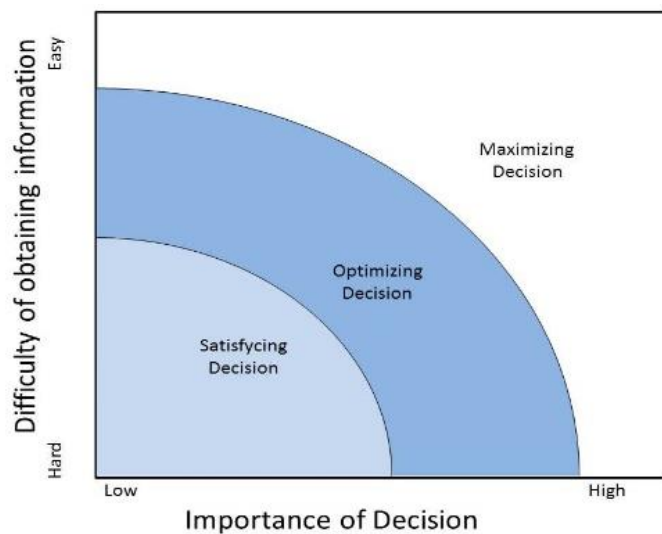 Difficulty of obtaining information
Easy
Hard
Maximizing
Decision
Optimizing
Decision
Satisfycing
Decision
Low
High
Importance of Decision